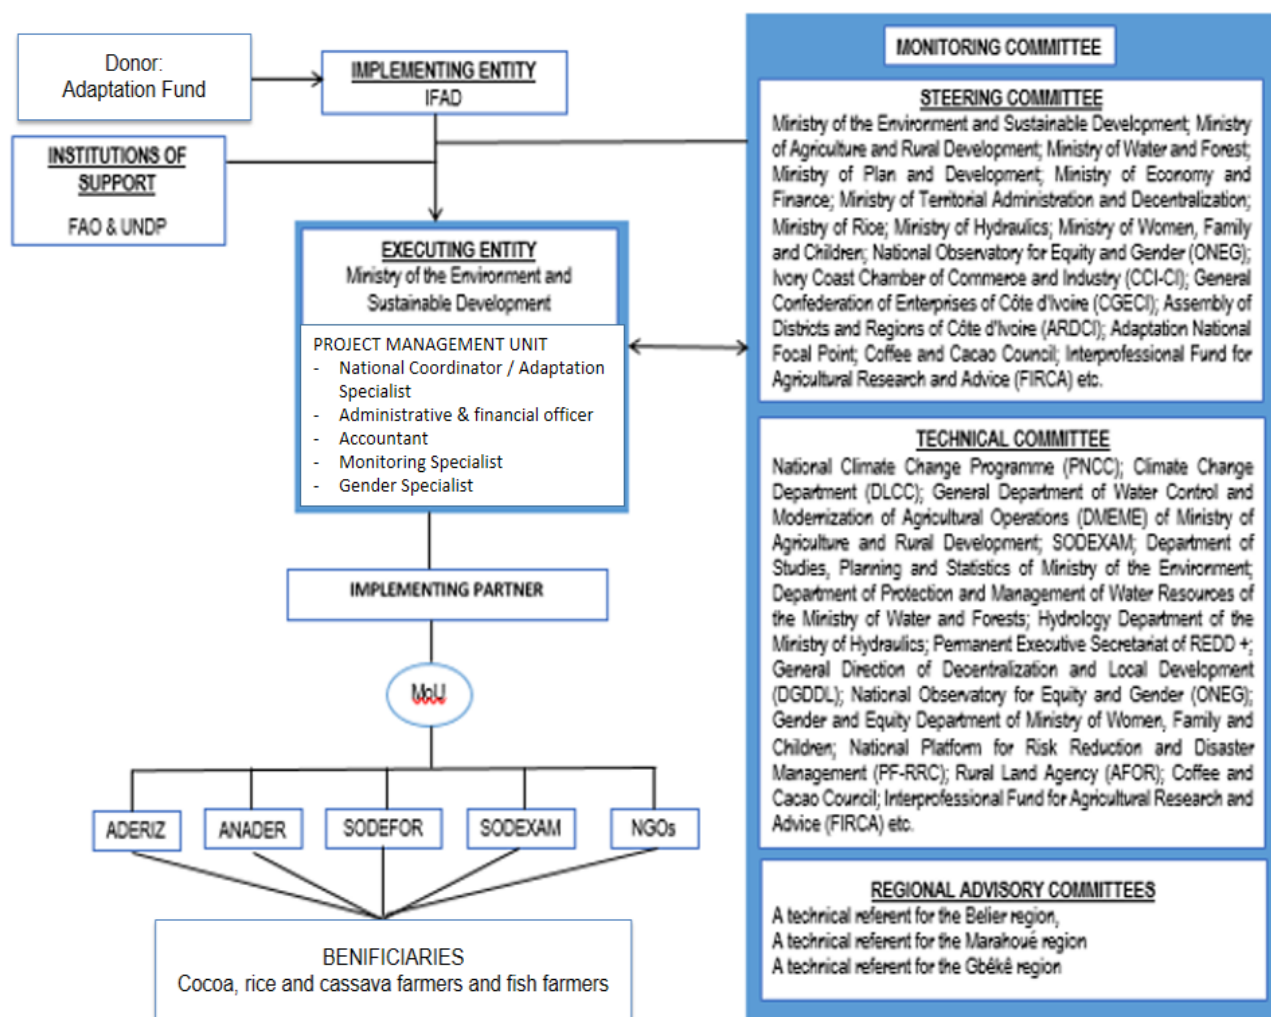 Donor:
Adaptation Fund
IMPLEMENTING ENTITY
IFAD
INSTITUTIONS OF
SUPPORT
FAO & UNDP
EXECUTING ENTITY
Ministry of the Environment and
Sustainable Development
PROJECT MANAGEMENT UNIT
- National Coordinator / Adaptation
Specialist
- Administrative & financial officer
- Accountant
- Monitoring Specialist
- Gender Specialist
IMPLEMENTING PARTNER
MoU
ADERIZ
ANADER
SODEFOR
SODEXAM
NGOs
BENIFICIARIES
Cocoa, rice and cassava farmers and fish farmers
MONITORING COMMITTEE
STEERING COMMITTEE
Ministry of the Environment and Sustainable Development; Ministry
of Agriculture and Rural Development; Ministry of Water and Forest;
Ministry of Plan and Development; Ministry of Economy and
Finance; Ministry of Territorial Administration and Decentralization;
Ministry of Rice; Ministry of Hydraulics; Ministry of Women, Family
and Children; National Observatory for Equity and Gender (ONEG);
Ivory Coast Chamber of Commerce and Industry (CCI-CI); General
Confederation of Enterprises of Côte d'Ivoire (CGECI); Assembly of
Districts and Regions of Côte d'Ivoire (ARDCI); Adaptation National
Focal Point; Coffee and Cacao Council; Interprofessional Fund for
Agricultural Research and Advice (FIRCA) etc.
TECHNICAL COMMITTEE
National Climate Change Programme (PNCC); Climate Change
Department (DLCC); General Department of Water Control and
Modernization of Agricultural Operations (DMEME) of Ministry of
Agriculture and Rural Development; SODEXAM; Department of
Studies, Planning and Statistics of Ministry of the Environment;
Department of Protection and Management of Water Resources of
the Ministry of Water and Forests; Hydrology Department of the
Ministry of Hydraulics; Permanent Executive Secretariat of REDD +;
General Direction of Decentralization and Local Development
(DGDDL); National Observatory for Equity and Gender (ONEG);
Gender and Equity Department of Ministry of Women, Family and
Children; National Platform for Risk Reduction and Disaster
Management (PF-RRC); Rural Land Agency (AFOR); Coffee and
Cacao Council; Interprofessional Fund for Agricultural Research and
Advice (FIRCA) etc.
REGIONAL ADVISORY COMMITTEES
A technical referent for the Belier region,
A technical referent for the Marahoué region
A technical referent for the Gbêkê region